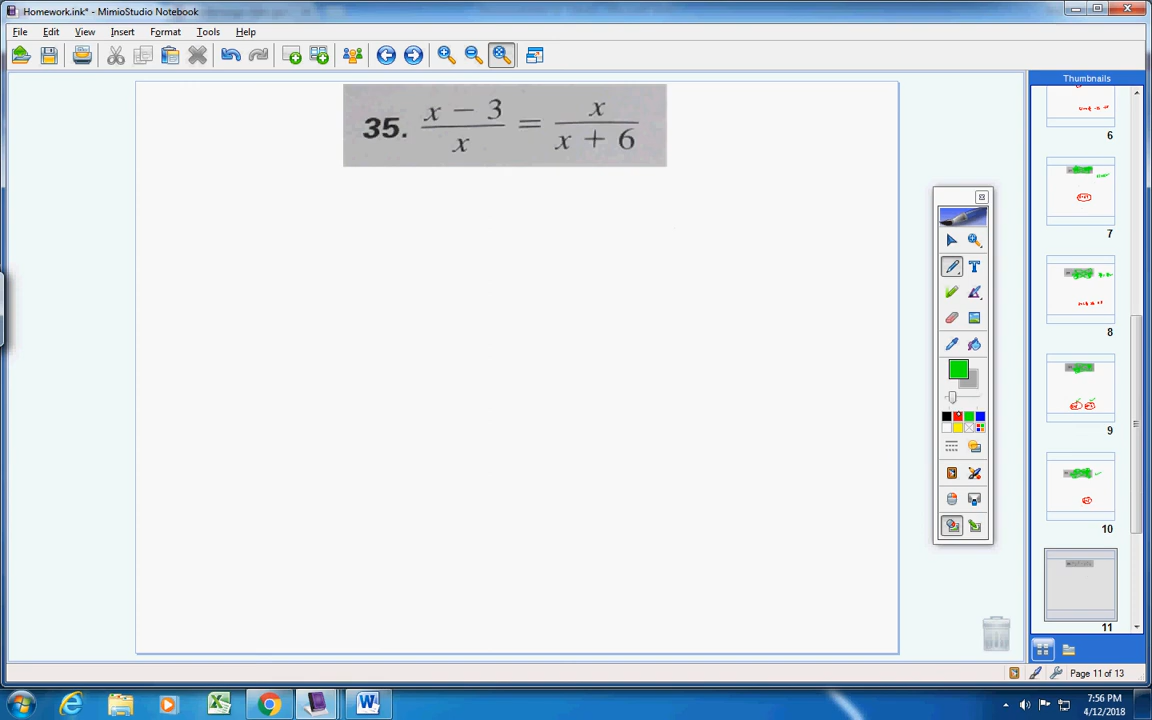 Homework.ink* - MimioStudio Notebook
File Edit View Insert Format Tools Help
35. x − 3 / x = x / x + 6
Thumbnails
6
7
8
9
10
11
Page 11 of 13
7:56 PM
4/12/2018